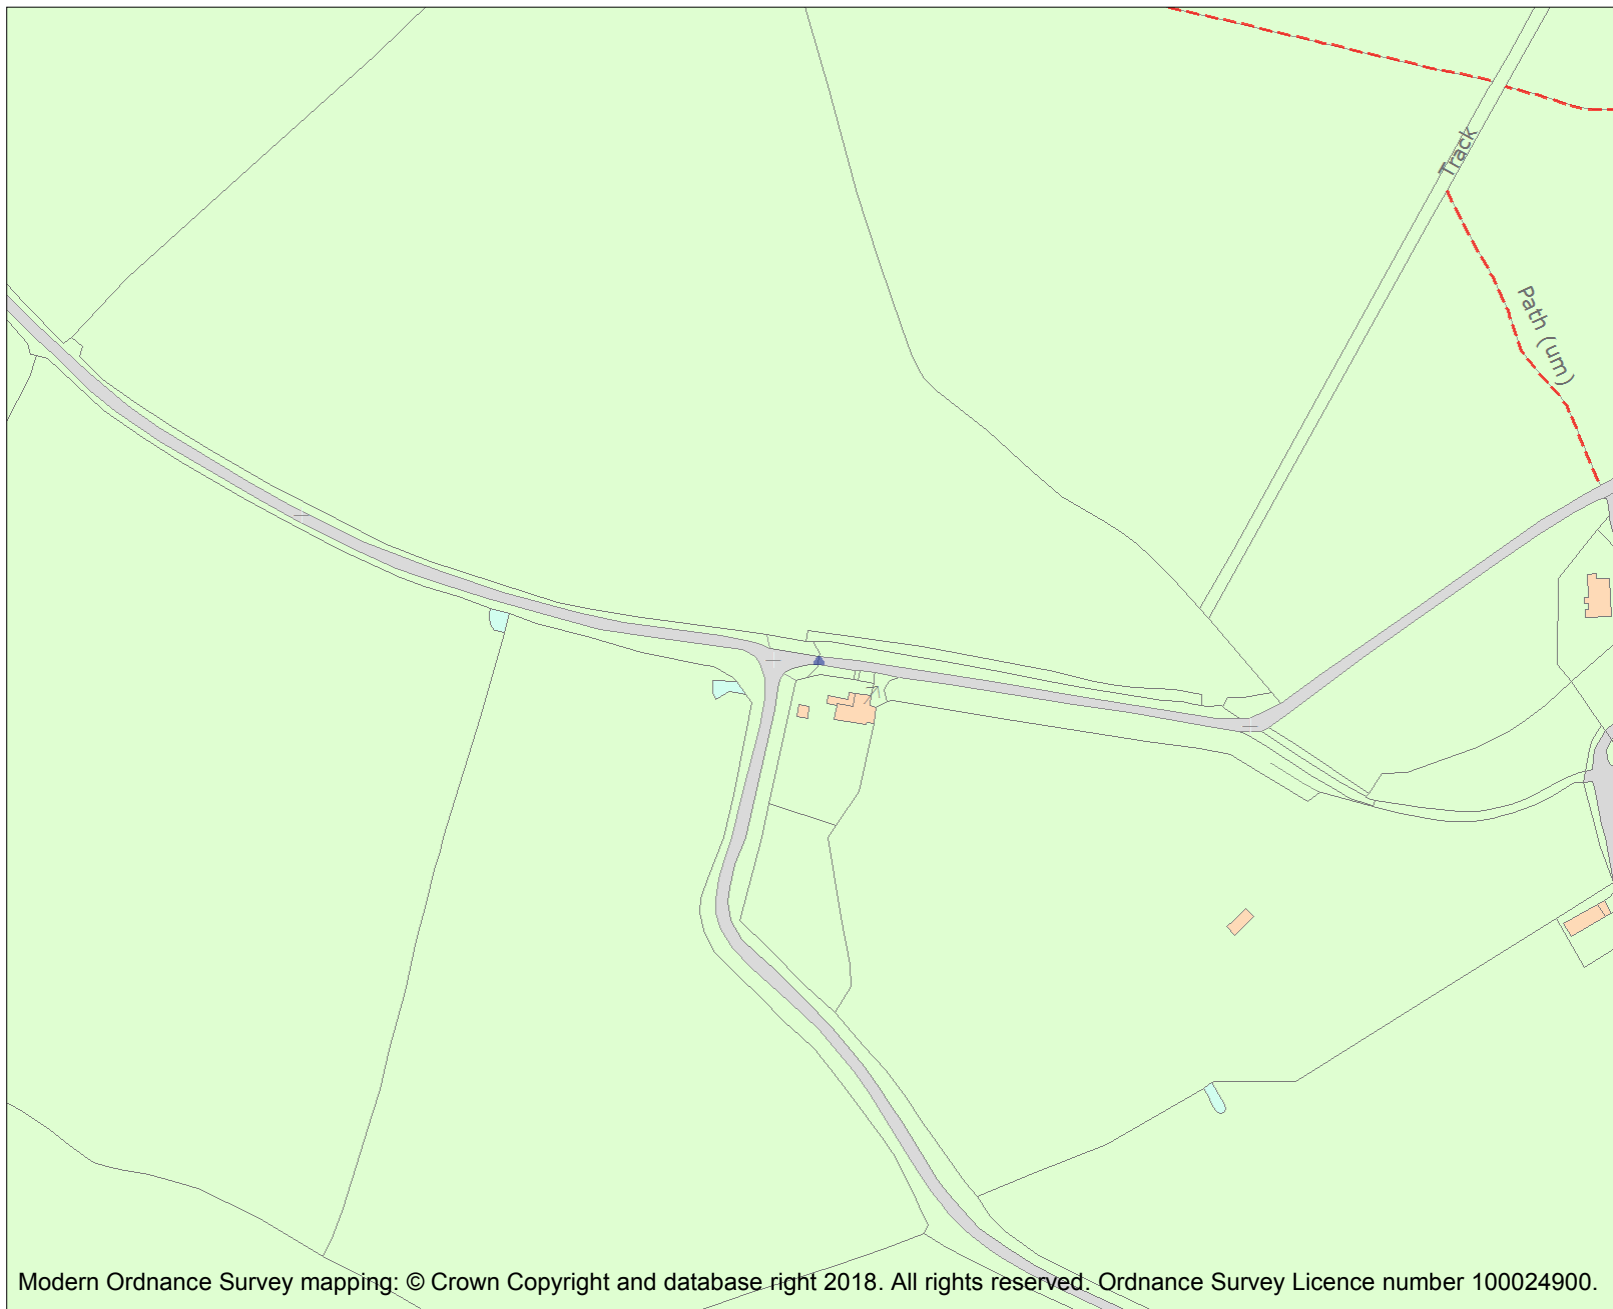 Track
Path (um)
Modern Ordnance Survey mapping: © Crown Copyright and database right 2018. All rights reserved. Ordnance Survey Licence number 100024900.